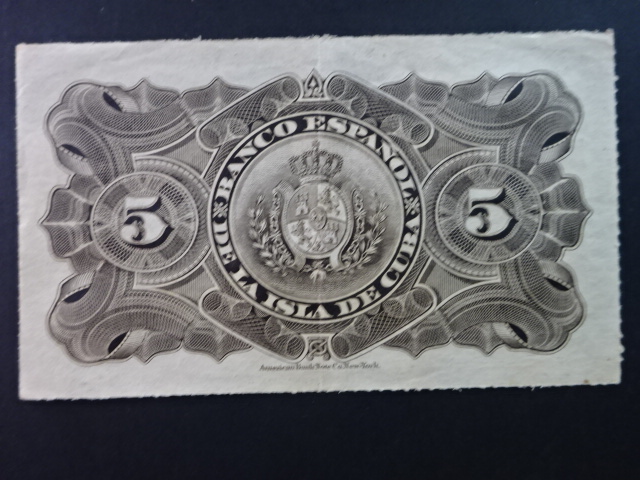 BANCO ESPAÑOL
DE LA ISLA DE CUBA
5
5
American Bank Note Co. New-York.